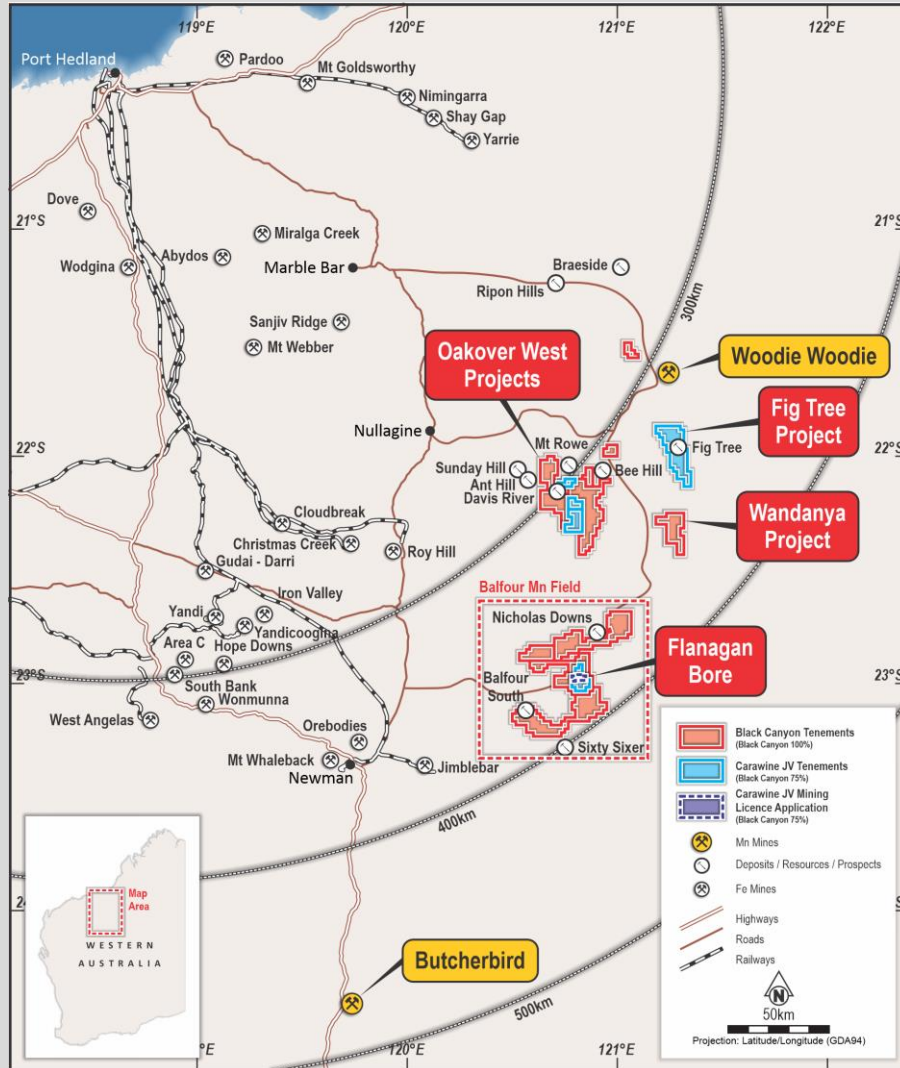 119°E
120°E
121°E
122°E
Port Hedland
Pardoo
Mt Goldsworthy
Nimingarra
Shay Gap
Yarrie
Dove
21°S
21°S
Miralga Creek
Abydos
Wodgina
Marble Bar
Braeside
Ripon Hills
300km
Sanjiv Ridge
Mt Webber
Oakover West
Projects
Woodie Woodie
Fig Tree
Project
Nullagine
22°S
22°S
Mt Rowe
Fig Tree
Sunday Hill
Bee Hill
Ant Hill
Davis River
Cloudbreak
Wandanya
Project
Christmas Creek
Roy Hill
Gudai - Darri
Iron Valley
Balfour Mn Field
Yandi
Yandicoogina
Nicholas Downs
Area C
Hope Downs
Flanagan
Bore
23°S
23°S
South Bank
Balfour
South
Wonmunna
West Angelas
Orebodies
Sixty Sixer
Mt Whaleback
Newman
Jimblebar
400km
Black Canyon Tenements
(Black Canyon 100%)
Carawine JV Tenements
(Black Canyon 75%)
Carawine JV Mining
Licence Application
(Black Canyon 75%)
Mn Mines
Deposits / Resources / Prospects
Fe Mines
Highways
Roads
Railways
N
50km
Projection: Latitude/Longitude (GDA94)
Map
Area
WESTERN
AUSTRALIA
Butcherbird
500km
120°E
121°E